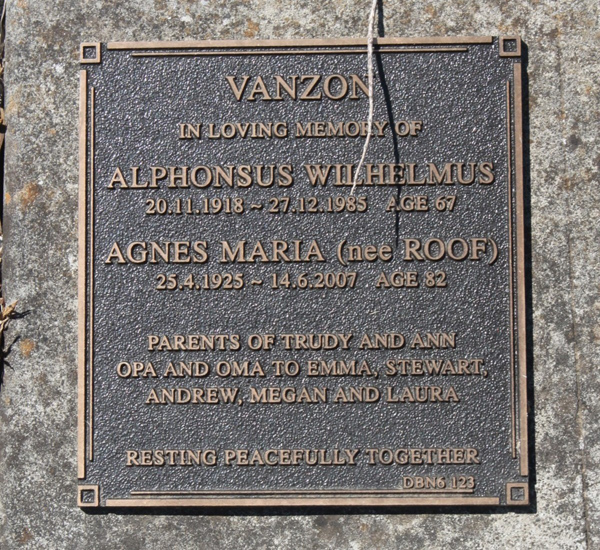 VANZON
IN LOVING MEMORY OF
ALPHONSUS WILHELMUS
20.11.1918 ~ 27.12.1985 AGE 67
AGNES MARIA (nee ROOF)
25.4.1925 ~ 14.6.2007 AGE 82
PARENTS OF TRUDY AND ANN
OPA AND OMA TO EMMA, STEWART,
ANDREW, MEGAN AND LAURA
RESTING PEACEFULLY TOGETHER
DBN6 123